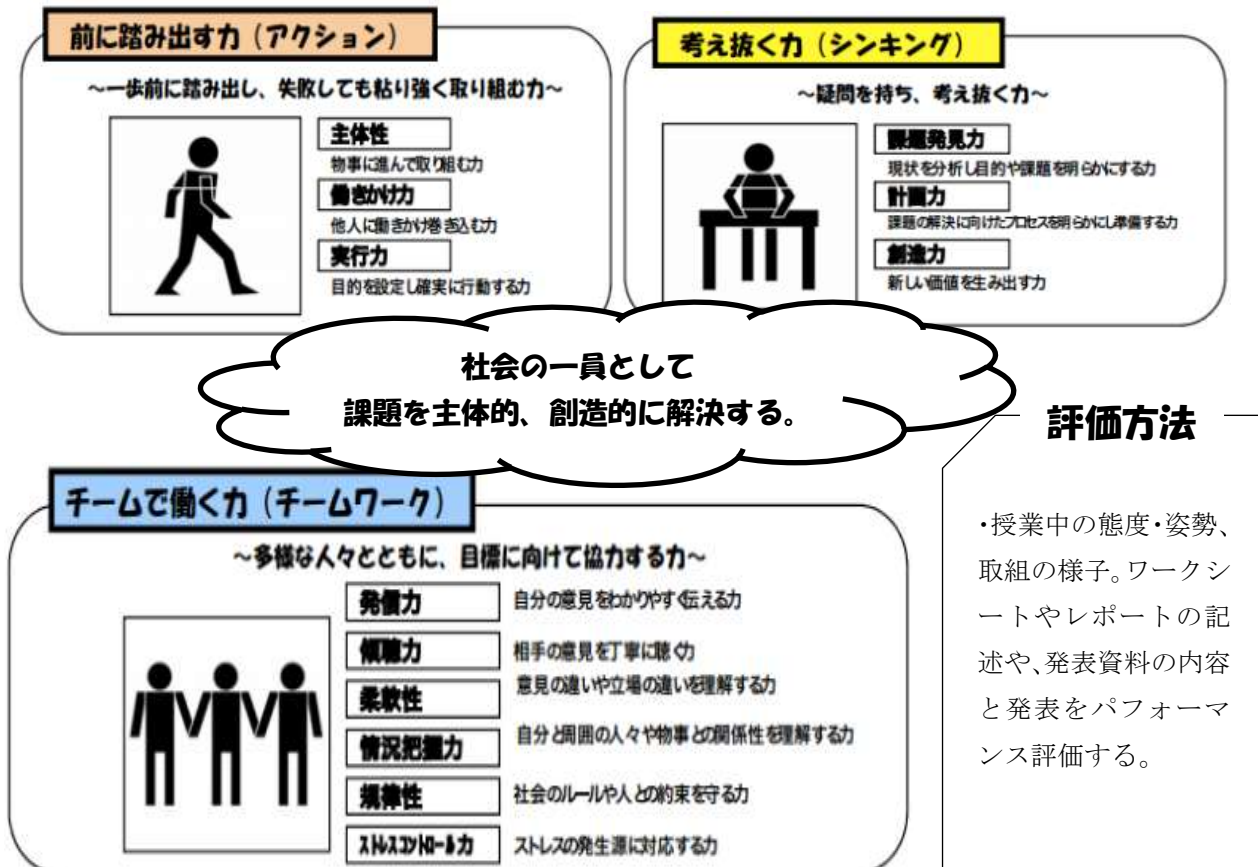 前に踏み出す力（アクション）
～一歩前に踏み出し、失敗しても粘り強く取り組む力～
主体性
物事に進んで取り組む力
働きかけ力
他人に働きかけ巻き込む力
実行力
目的を設定し確実に行動する力
考え抜く力（シンキング）
～疑問を持ち、考え抜く力～
課題発見力
現状を分析し目的や課題を明らかにする力
計画力
課題の解決に向けたプロセスを明らかにし準備する力
創造力
新しい価値を生み出す力
社会の一員として
課題を主体的、創造的に解決する。
チームで働く力（チームワーク）
～多様な人々とともに、目標に向けて協力する力～
発信力
自分の意見をわかりやすく伝える力
傾聴力
相手の意見を丁寧に聴く力
柔軟性
意見の違いや立場の違いを理解する力
情況把握力
自分と周囲の人々や物事との関係性を理解する力
規律性
社会のルールや人との約束を守る力
ストレスコントロール力
ストレスの発生源に対応する力
評価方法
・授業中の態度・姿勢、
取組の様子。ワークシ
ートやレポートの記
述や、発表資料の内容
と発表をパフォーマ
ンス評価する。